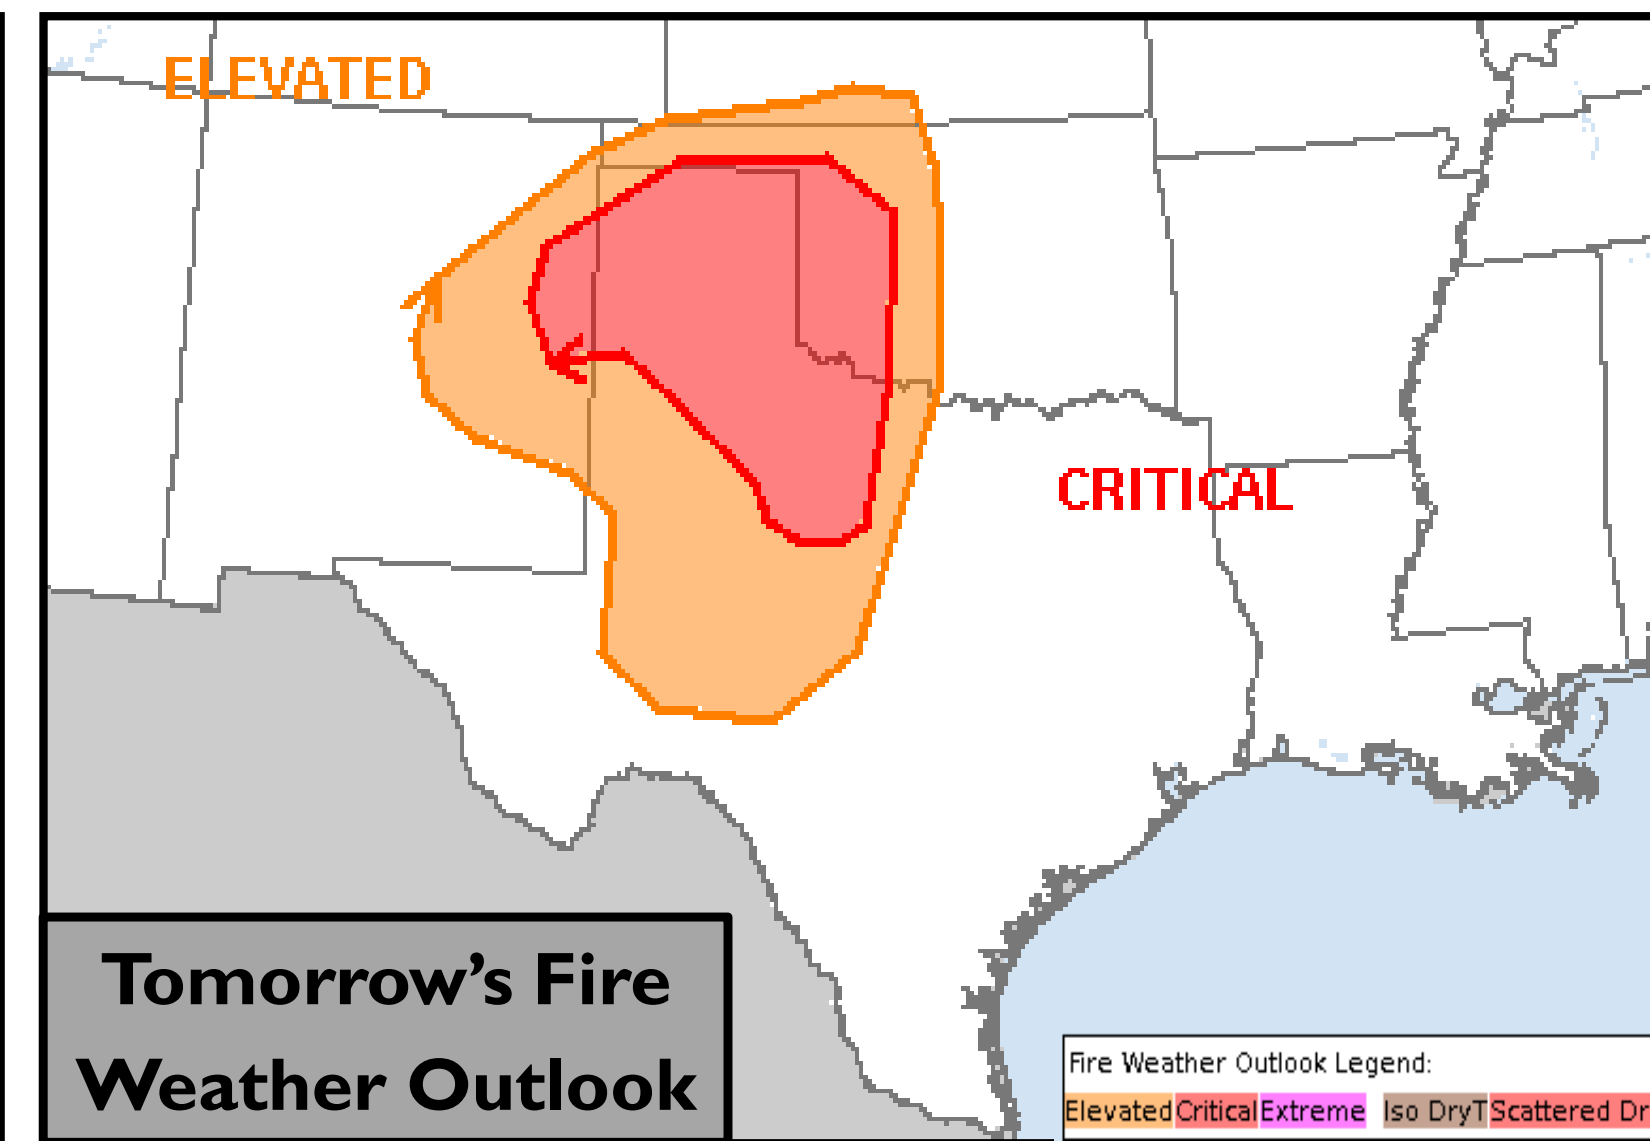 ELEVATED
CRITICAL
Tomorrow's Fire
Weather Outlook
Fire Weather Outlook Legend:
Elevated Critical Extreme Iso DryT Scattered Dr